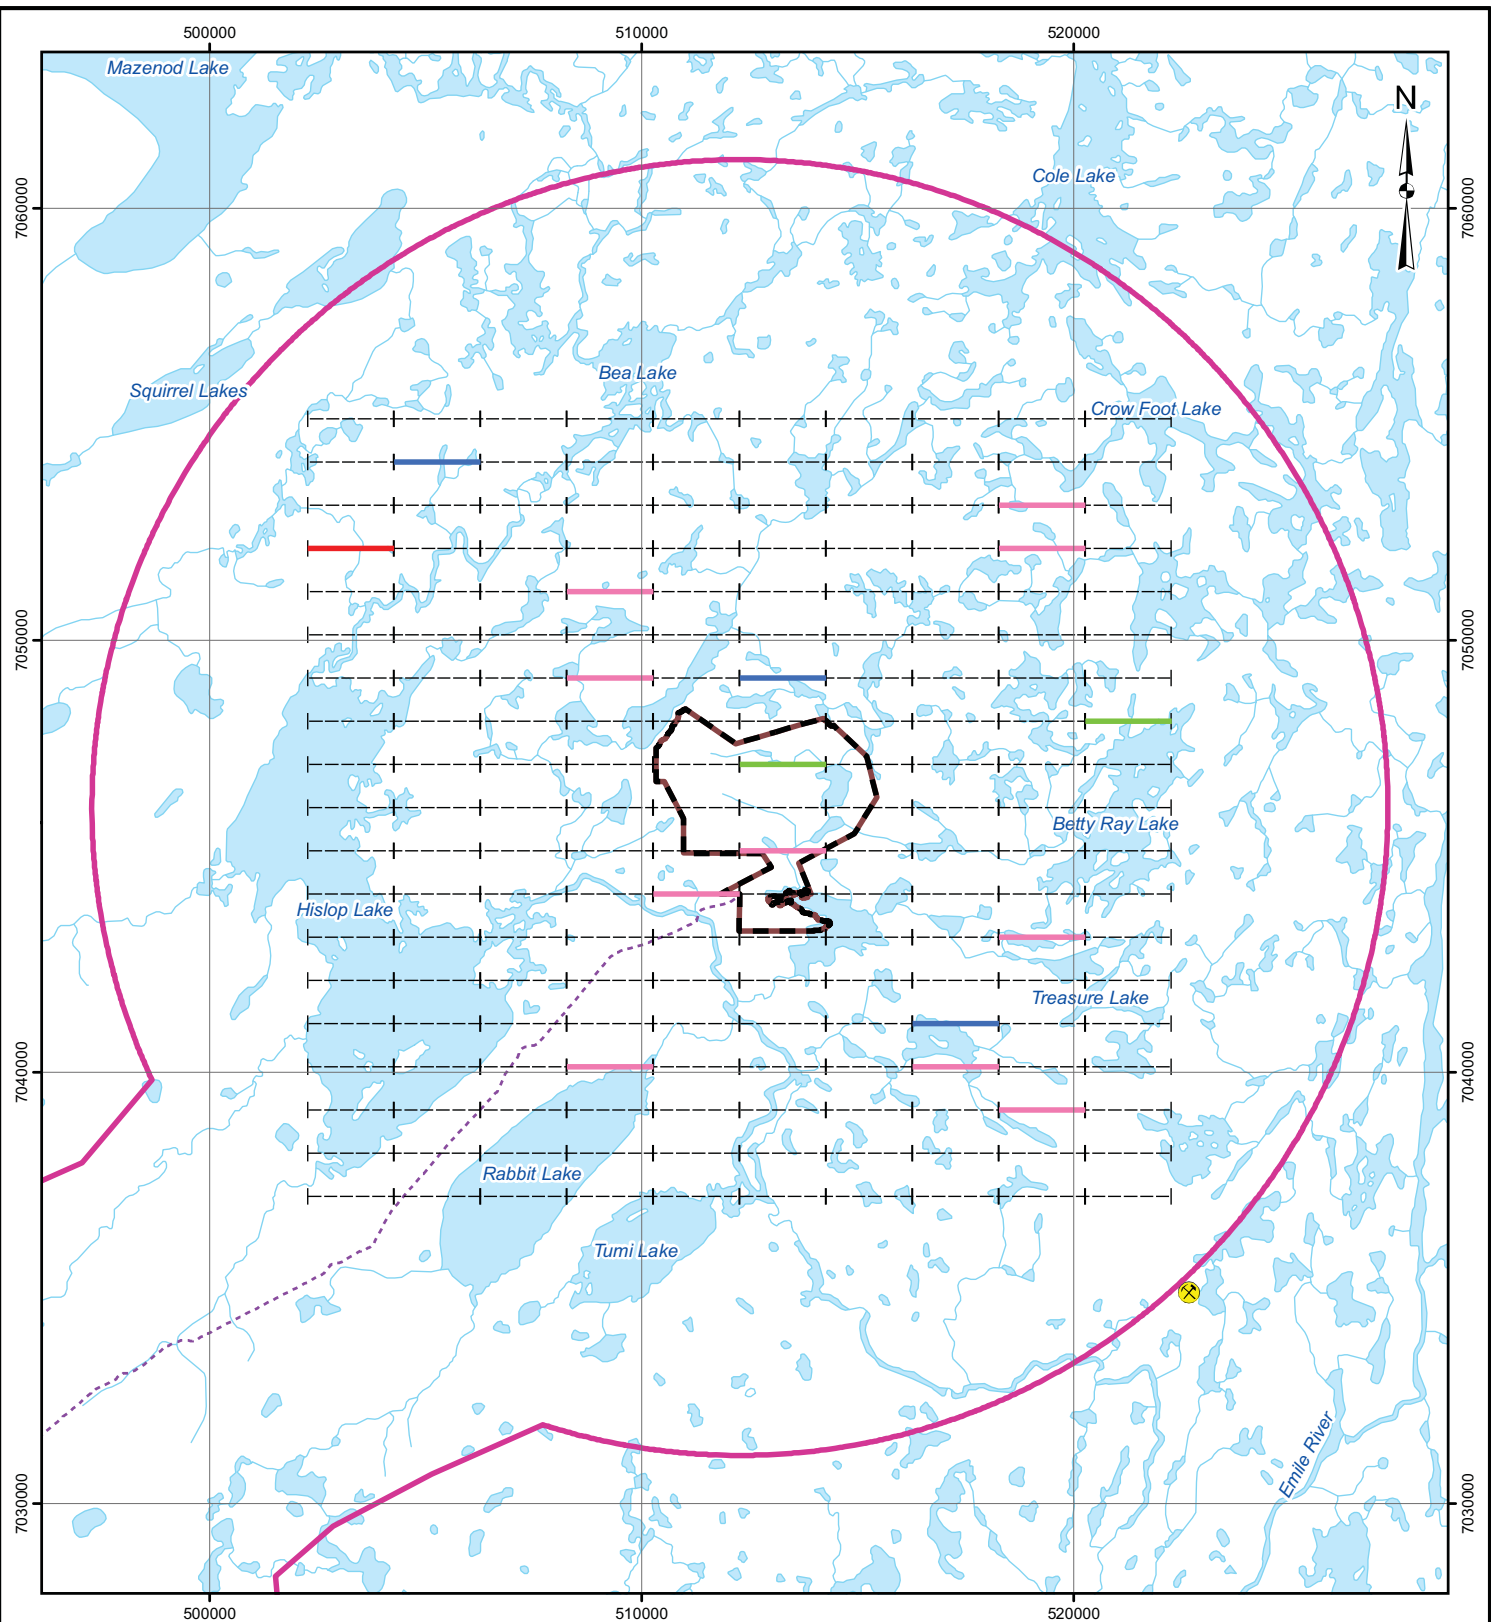 500000 510000 520000
Mazenod Lake
N
Cole Lake
7060000 7060000
Bea Lake
Squirrel Lakes
Crow Foot Lake
7050000 7050000
Betty Ray Lake
Hislop Lake
Treasure Lake
7040000 7040000
Rabbit Lake
Tumi Lake
Emile River
7030000 7030000
500000 510000 520000